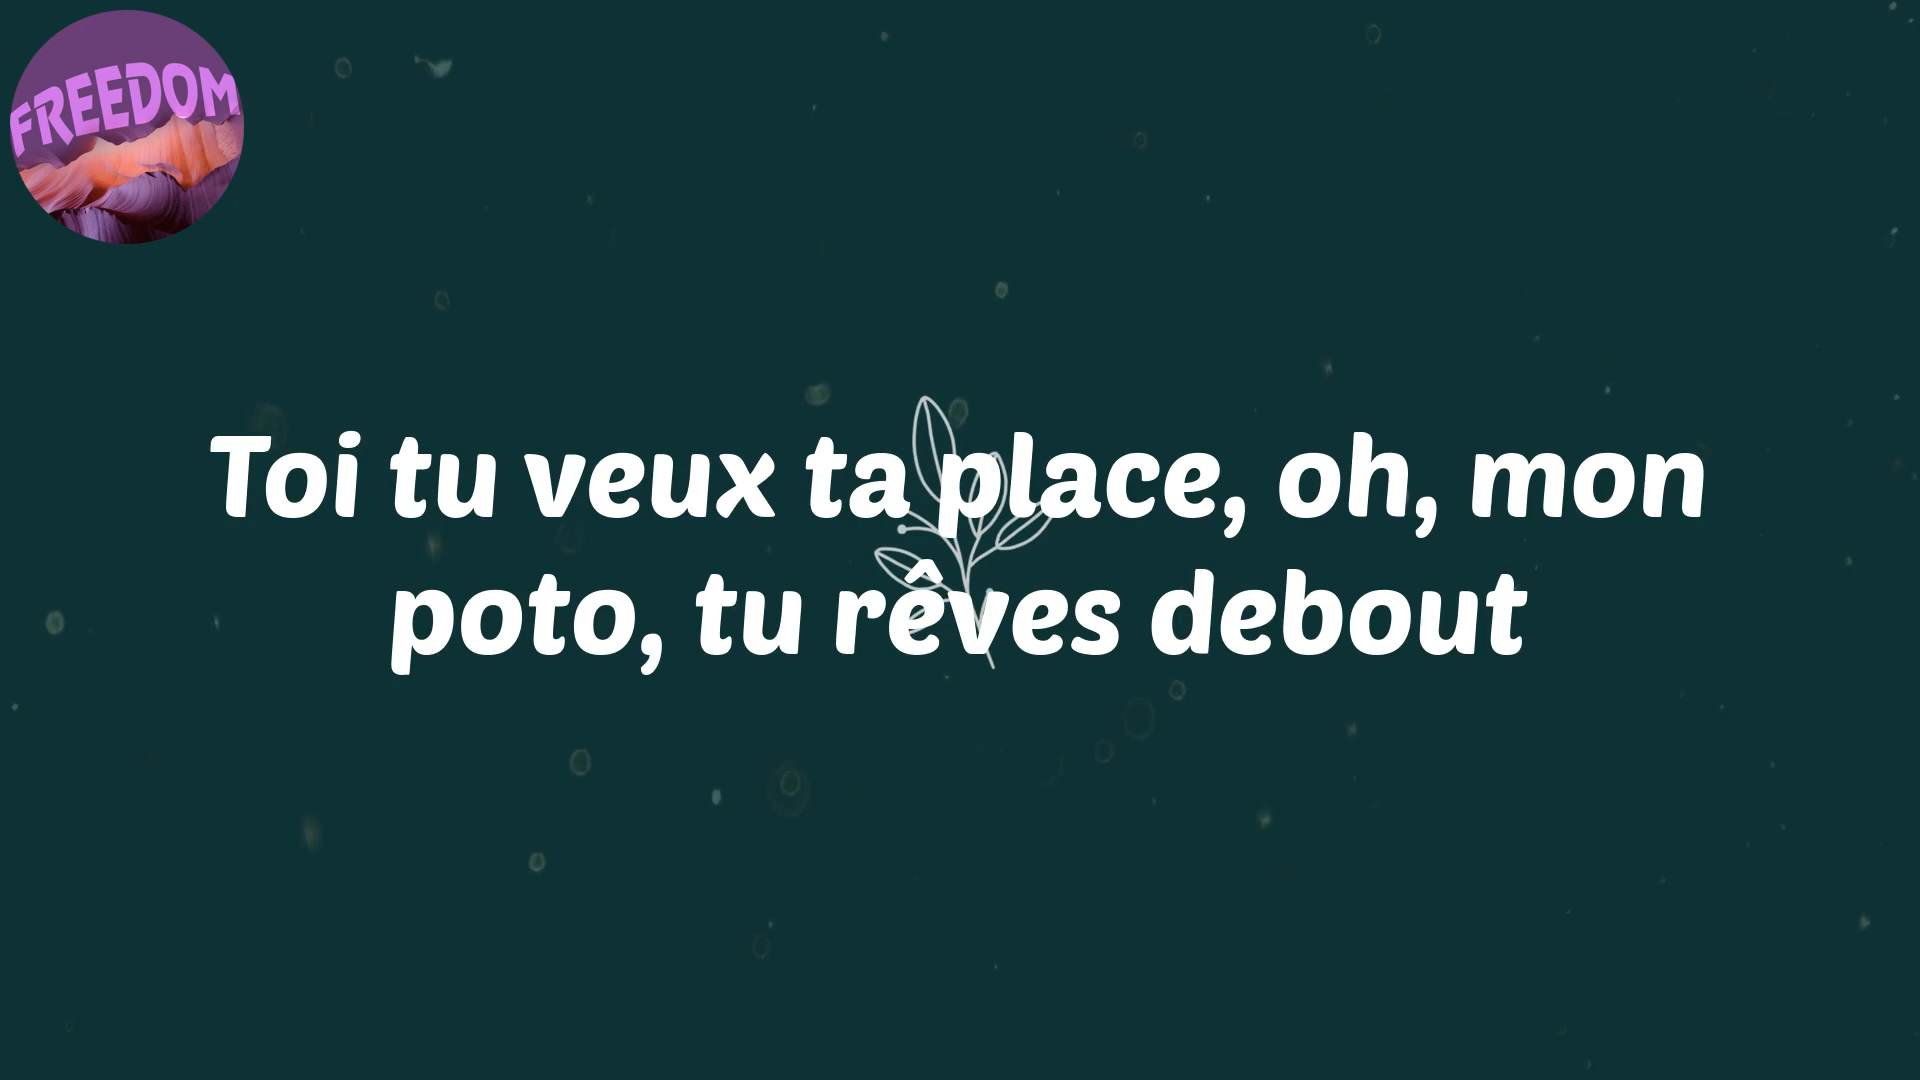 FREEDOM
Toi tu veux ta place, oh, mon
poto, tu rêves debout